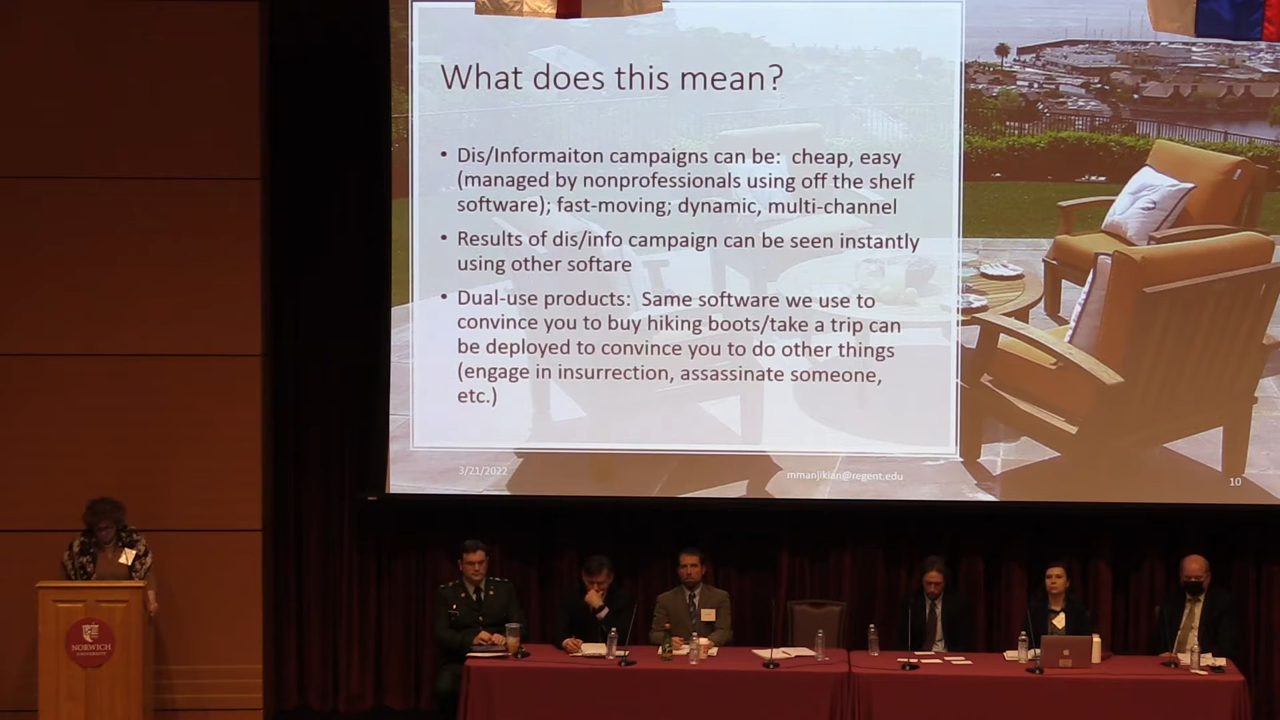 What does this mean?
• Dis/Informaiton campaigns can be: cheap, easy
(managed by nonprofessionals using off the shelf
software); fast-moving; dynamic, multi-channel
• Results of dis/info campaign can be seen instantly
using other softare
• Dual-use products: Same software we use to
convince you to buy hiking boots/take a trip can
be deployed to convince you to do other things
(engage in insurrection, assassinate someone,
etc.)
3/21/2022
mmanjikian@regent.edu
10
NORWICH
UNIVERSITY